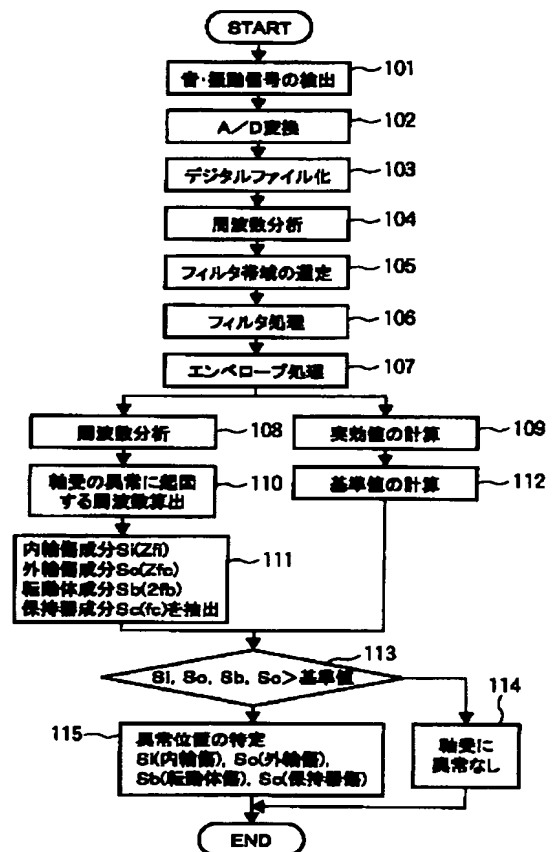 START
音・振動信号の検出
101
A/D変換
102
デジタルファイル化
103
周波数分析
104
フィルタ帯域の選定
105
フィルタ処理
106
エンベロープ処理
107
周波数分析
108
実効値の計算
109
軸受の異常に起因
する周波数算出
110
基準値の計算
112
内輪傷成分Si(Zfi)
外輪傷成分So(Zfc)
転動体成分Sb(2fb)
保持器成分Sc(fc)を抽出
111
Si, So, Sb, Sc>基準値
113
異常位置の特定
Si(内輪傷), So(外輪傷),
Sb(転動体傷), Sc(保持器傷)
115
軸受に
異常なし
114
END